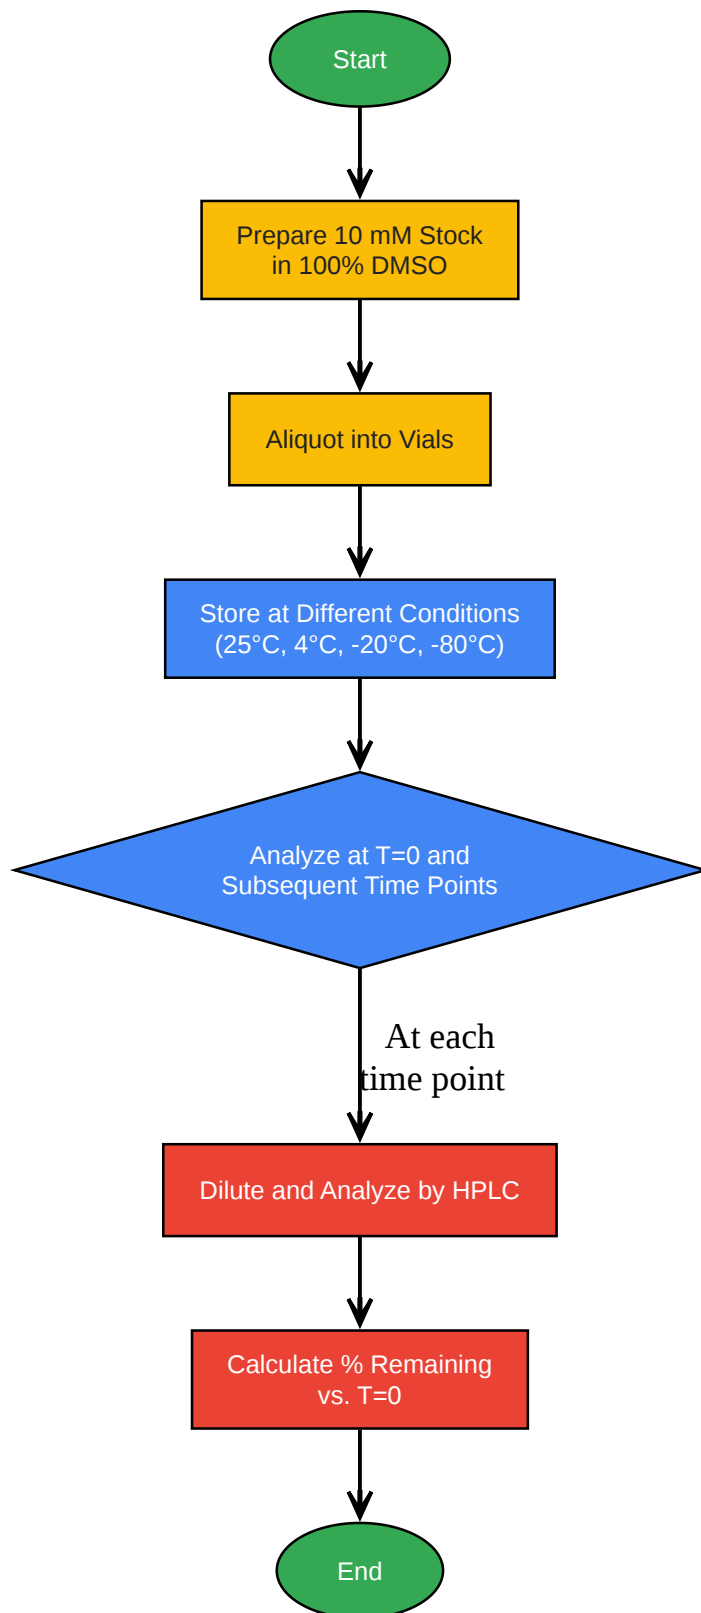 Start
Prepare 10 mM Stock
in 100% DMSO
Aliquot into Vials
Store at Different Conditions
(25°C, 4°C, -20°C, -80°C)
Analyze at T=0 and
Subsequent Time Points
At each
time point
Dilute and Analyze by HPLC
Calculate % Remaining
vs. T=0
End